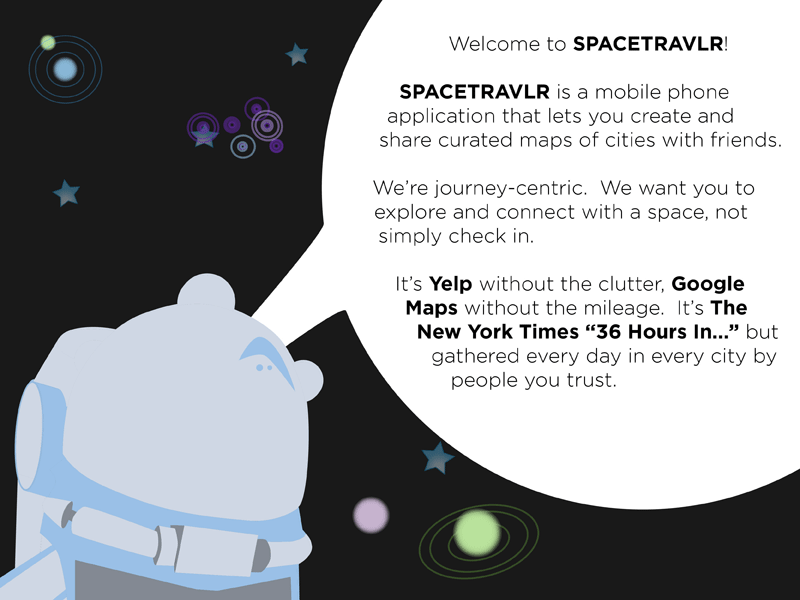 Welcome to SPACETRAVLR!
SPACETRAVLR is a mobile phone
application that lets you create and
share curated maps of cities with friends.
We’re journey-centric.  We want you to
explore and connect with a space, not
simply check in.
It’s Yelp without the clutter, Google
Maps without the mileage.  It’s The
New York Times “36 Hours In...” but
gathered every day in every city by
people you trust.